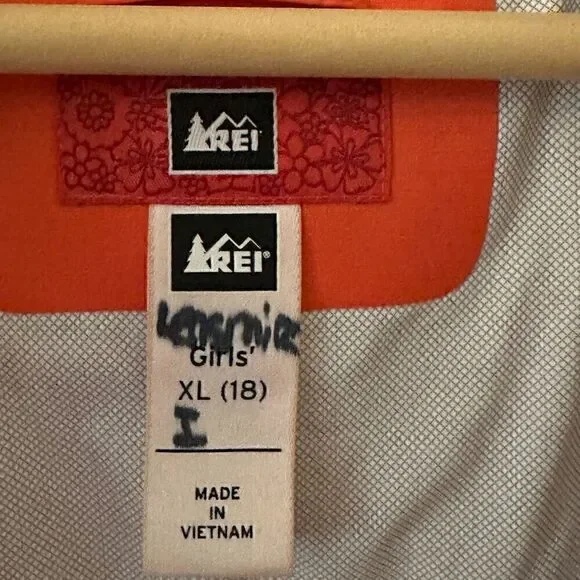 REI
REI®
Girls'
XL (18)
I
MADE
IN
VIETNAM